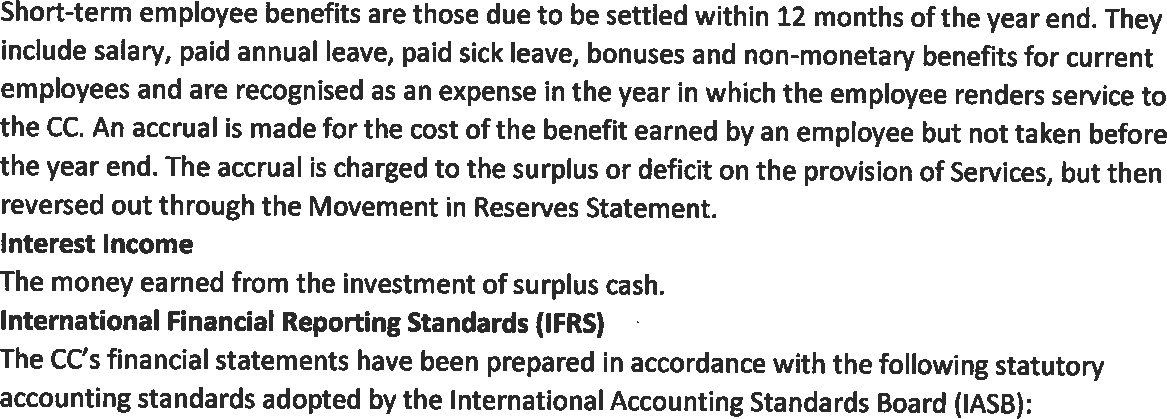 Short-term employee benefits are those due to be settled within 12 months of the year end. They
include salary, paid annual leave, paid sick leave, bonuses and non-monetary benefits for current
employees and are recognised as an expense in the year in which the employee renders service to
the CC. An accrual is made for the cost of the benefit earned by an employee but not taken before
the year end. The accrual is charged to the surplus or deficit on the provision of Services, but then
reversed out through the Movement in Reserves Statement.
Interest Income
The money earned from the investment of surplus cash.
International Financial Reporting Standards (IFRS)
The CC's financial statements have been prepared in accordance with the following statutory
accounting standards adopted by the International Accounting Standards Board (IASB):